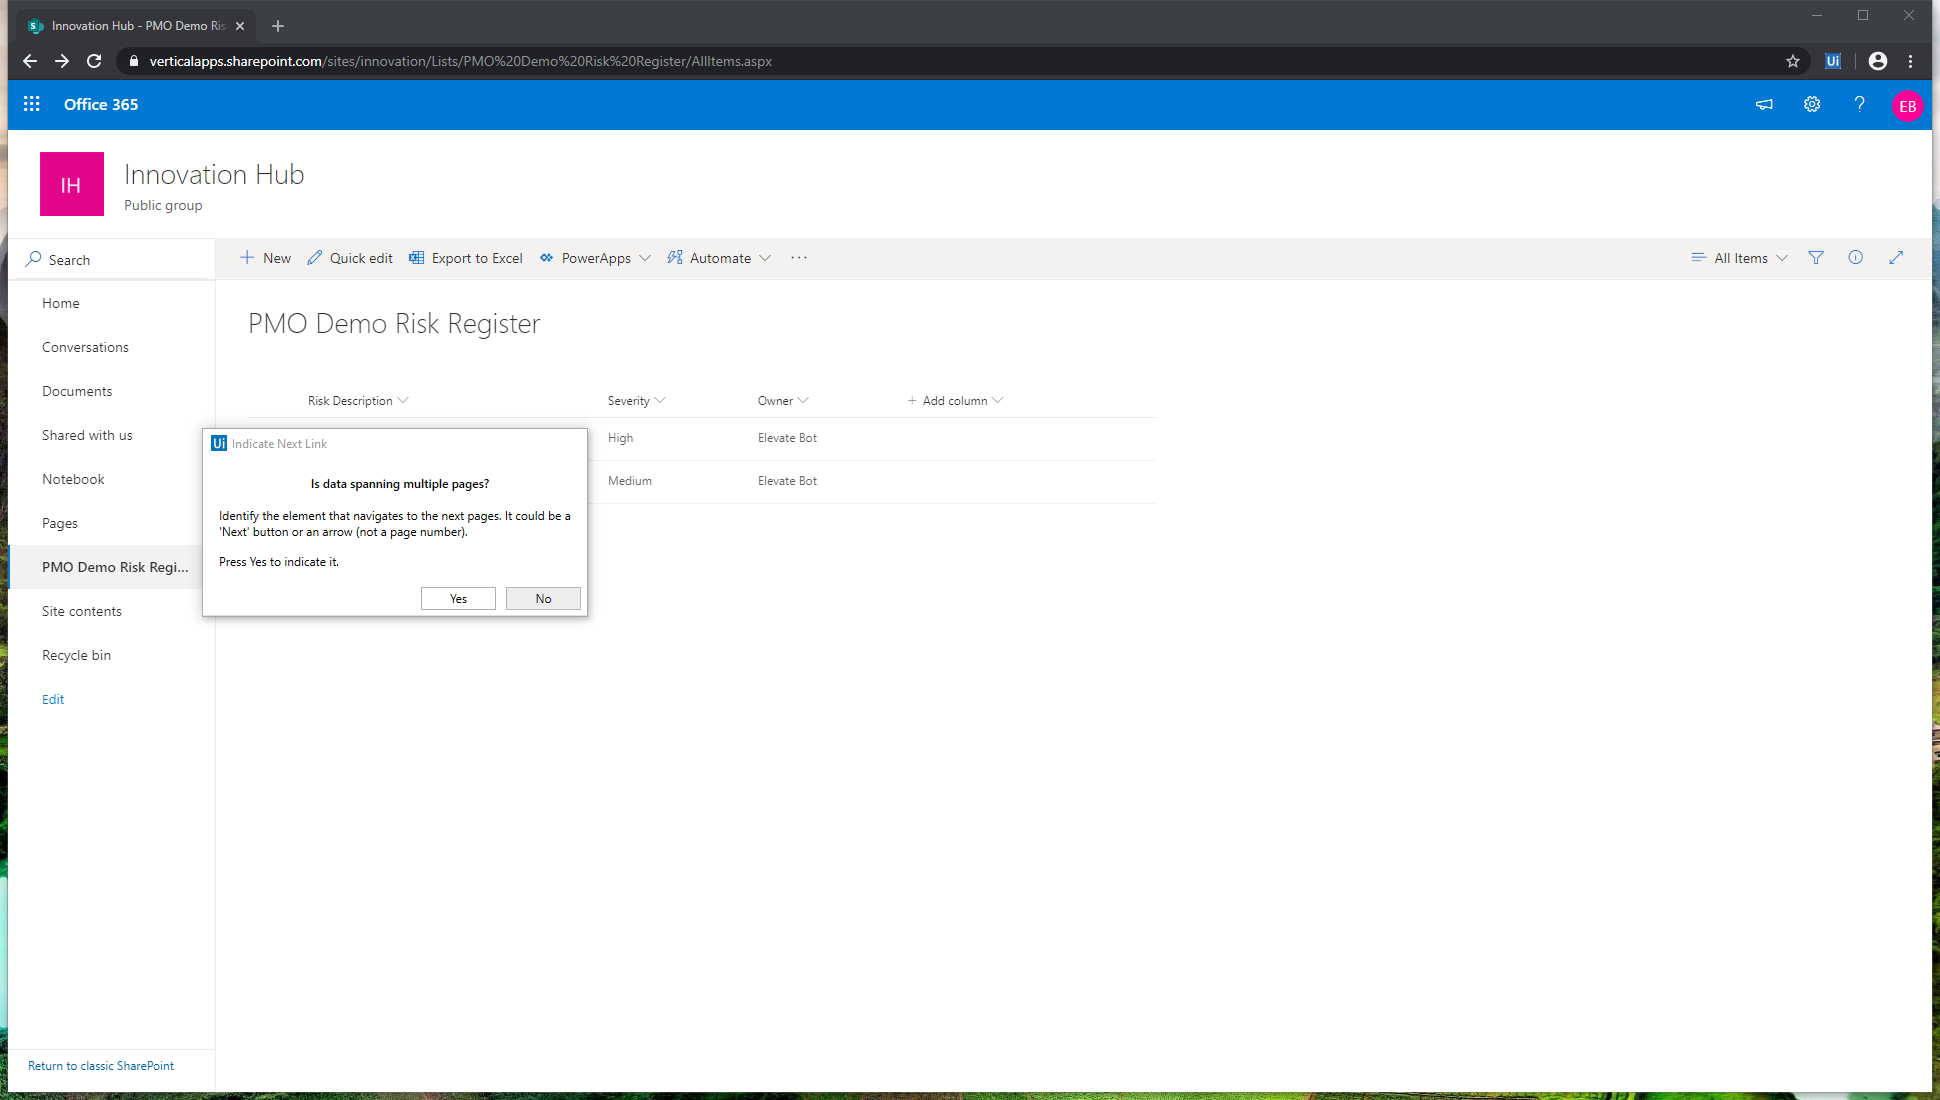 Innovation Hub - PMO Demo Ris
verticalapps.sharepoint.com/sites/innovation/Lists/PMO%20Demo%20Risk%20Register/AllItems.aspx
Ui
Office 365
EB
IH
Innovation Hub
Public group
Search
New
Quick edit
Export to Excel
PowerApps
Automate
All Items
Home
Conversations
Documents
Shared with us
Notebook
Pages
PMO Demo Risk Regi...
Site contents
Recycle bin
Edit
Return to classic SharePoint
PMO Demo Risk Register
Risk Description
Severity
Owner
Add column
High
Elevate Bot
Medium
Elevate Bot
Ui Indicate Next Link
Is data spanning multiple pages?
Identify the element that navigates to the next pages. It could be a
'Next' button or an arrow (not a page number).
Press Yes to indicate it.
Yes
No